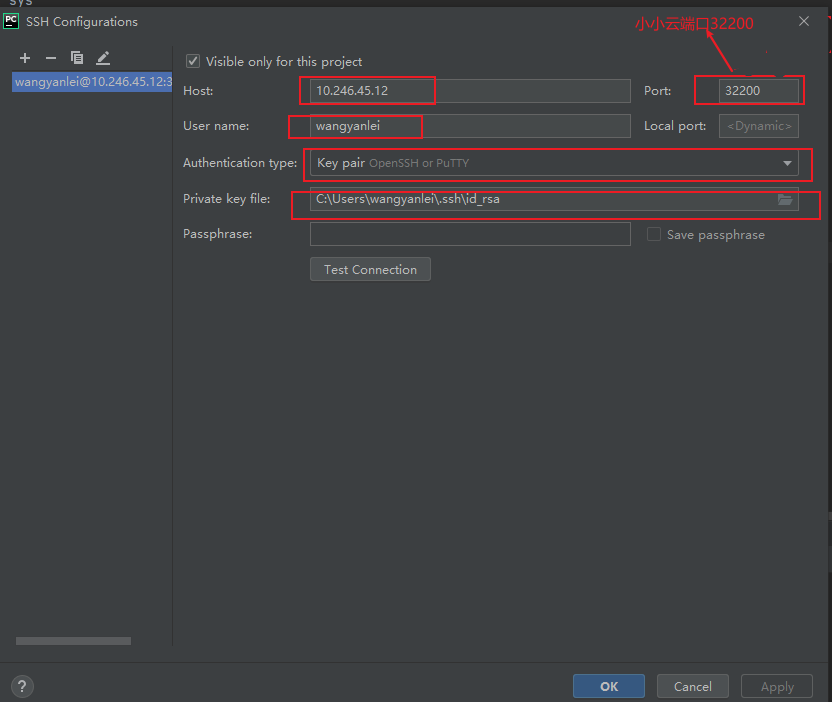 sys
PC SSH Configurations
小小云端口32200
wangyanlei@10.246.45.12:3
Visible only for this project
Host: 10.246.45.12 Port: 32200
User name: wangyanlei Local port: <Dynamic>
Authentication type: Key pair OpenSSH or PuTTY
Private key file: C:\Users\wangyanlei\.ssh\id_rsa
Passphrase: Save passphrase
Test Connection
? OK Cancel Apply